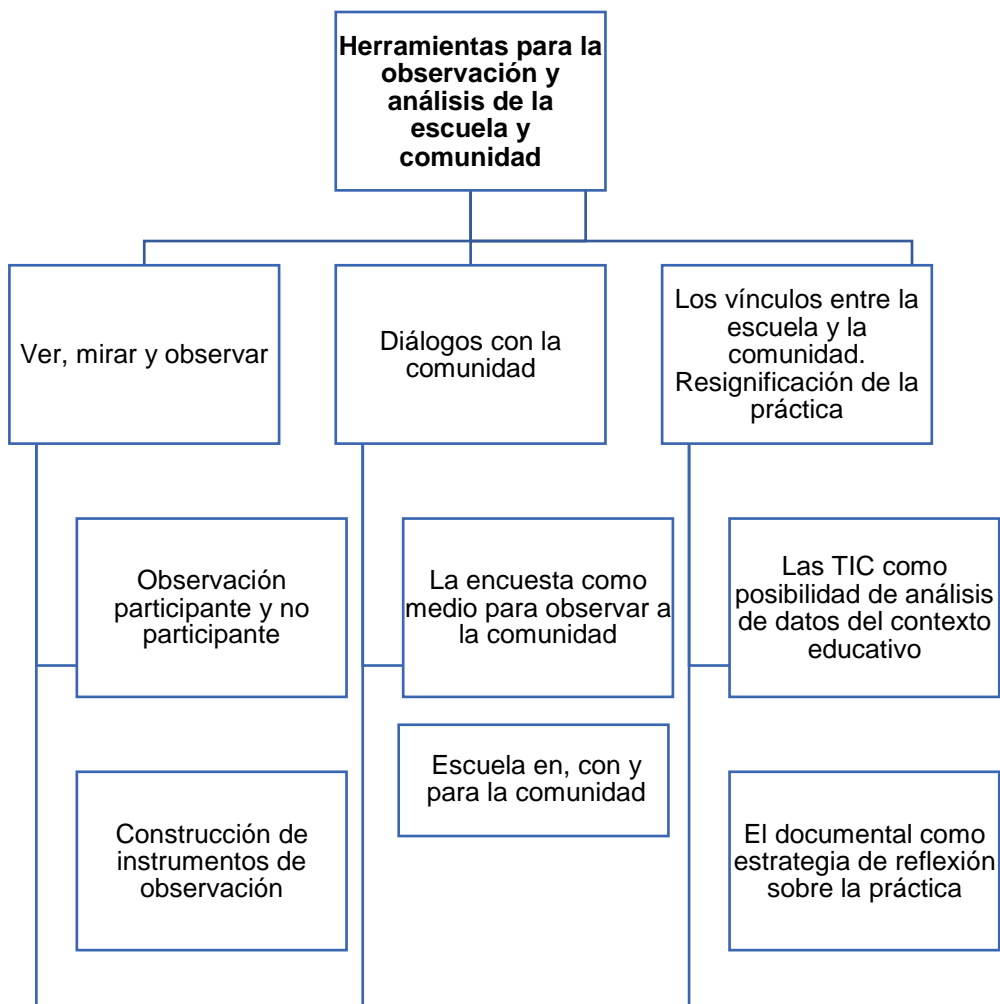 Herramientas para la
observación y
análisis de la
escuela y
comunidad
Ver, mirar y observar
Diálogos con la
comunidad
Los vínculos entre la
escuela y la
comunidad.
Resignificación de la
práctica
Observación
participante y no
participante
La encuesta como
medio para observar a
la comunidad
Las TIC como
posibilidad de análisis
de datos del contexto
educativo
Construcción de
instrumentos de
observación
Escuela en, con y
para la comunidad
El documental como
estrategia de reflexión
sobre la práctica